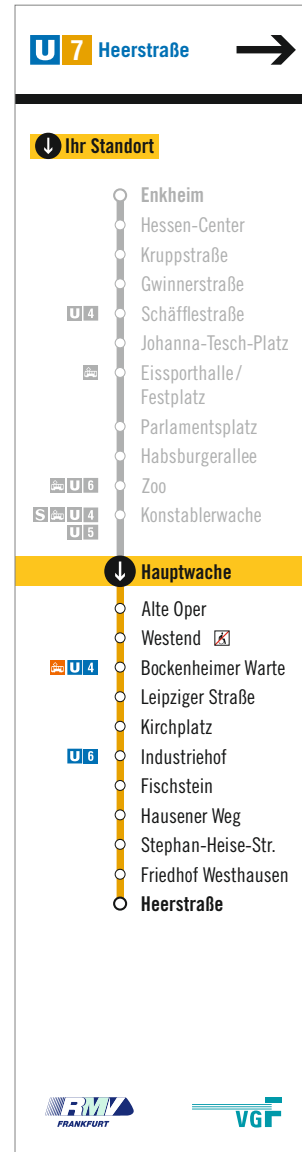 U 7 Heerstraße
Ihr Standort
Enkheim
Hessen-Center
Kruppstraße
Gwinnerstraße
U 4 Schäfflestraße
Johanna-Tesch-Platz
Eissporthalle/
Festplatz
Parlamentsplatz
Habsburgerallee
U 6 Zoo
S U 4 Konstablerwache
U 5
Hauptwache
Alte Oper
Westend
U 4 Bockenheimer Warte
Leipziger Straße
Kirchplatz
U 6 Industriehof
Fischstein
Hausener Weg
Stephan-Heise-Str.
Friedhof Westhausen
Heerstraße
RMV
FRANKFURT
VGF